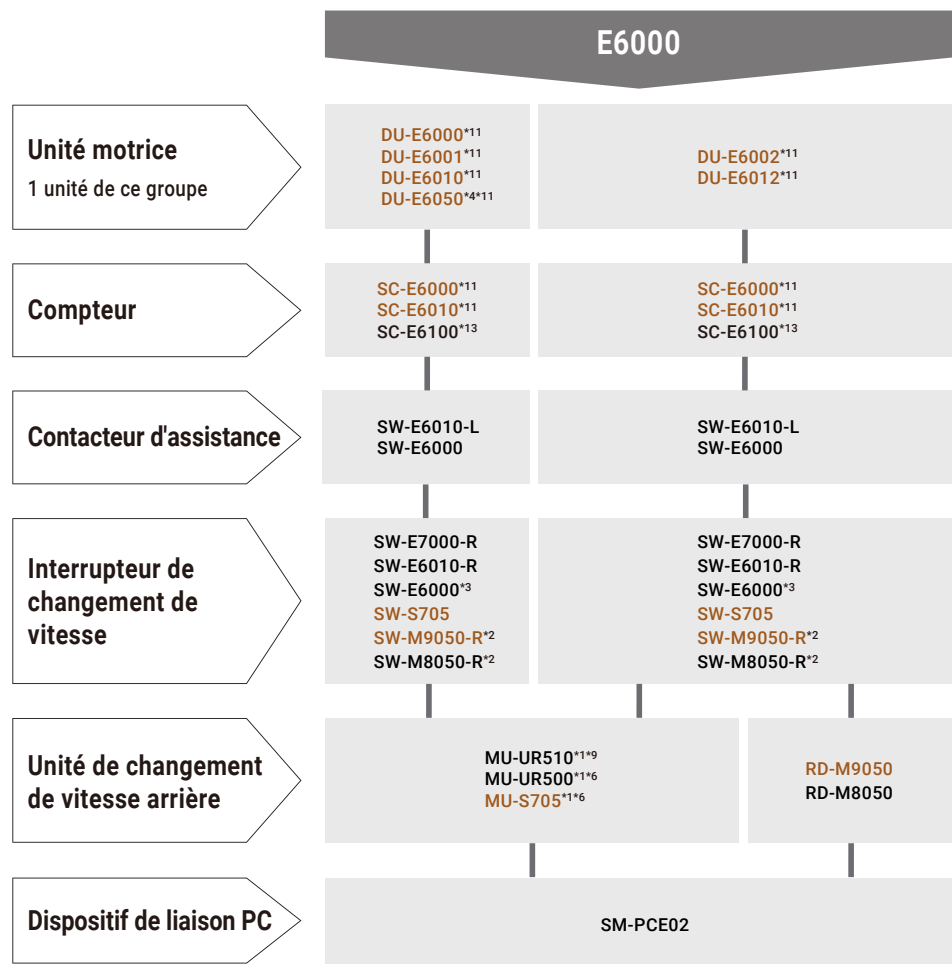 E6000
Unité motrice
1 unité de ce groupe
DU-E6000*11
DU-E6001*11
DU-E6010*11
DU-E6050*4*11
DU-E6002*11
DU-E6012*11
Compteur
SC-E6000*11
SC-E6010*11
SC-E6100*13
SC-E6000*11
SC-E6010*11
SC-E6100*13
Contacteur d'assistance
SW-E6010-L
SW-E6000
SW-E6010-L
SW-E6000
Interrupteur de
changement de
vitesse
SW-E7000-R
SW-E6010-R
SW-E6000*3
SW-S705
SW-M9050-R*2
SW-M8050-R*2
SW-E7000-R
SW-E6010-R
SW-E6000*3
SW-S705
SW-M9050-R*2
SW-M8050-R*2
Unité de changement
de vitesse arrière
MU-UR510*1*9
MU-UR500*1*6
MU-S705*1*6
RD-M9050
RD-M8050
Dispositif de liaison PC
SM-PCE02